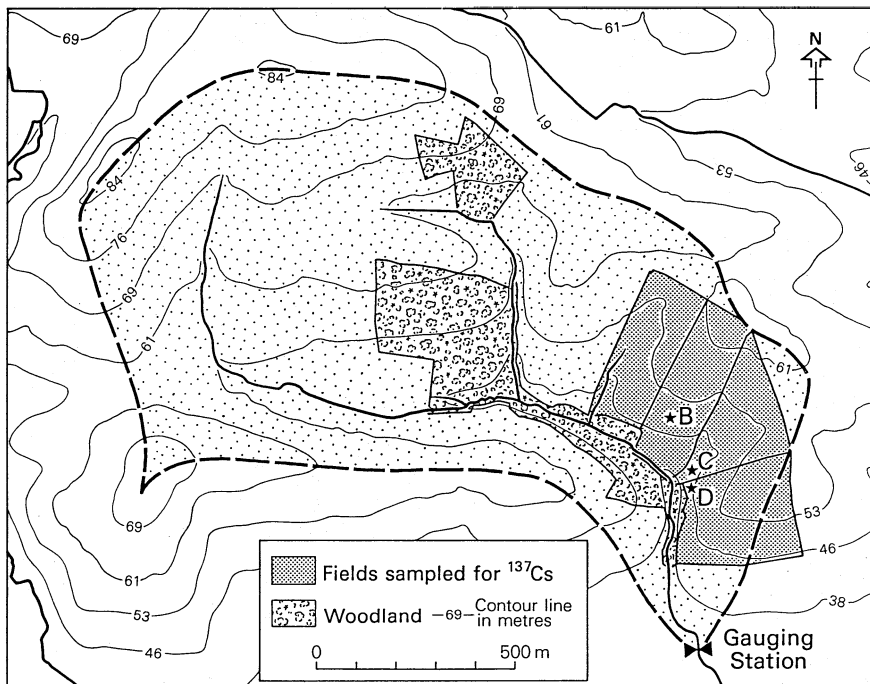 69
61
N
84
69
61
53
46
84
76
69
61
61
B
C
D
53
69
46
61
Fields sampled for ¹³⁷Cs
53
Woodland
–69– Contour line
in metres
38
46
Gauging
Station
0 500 m